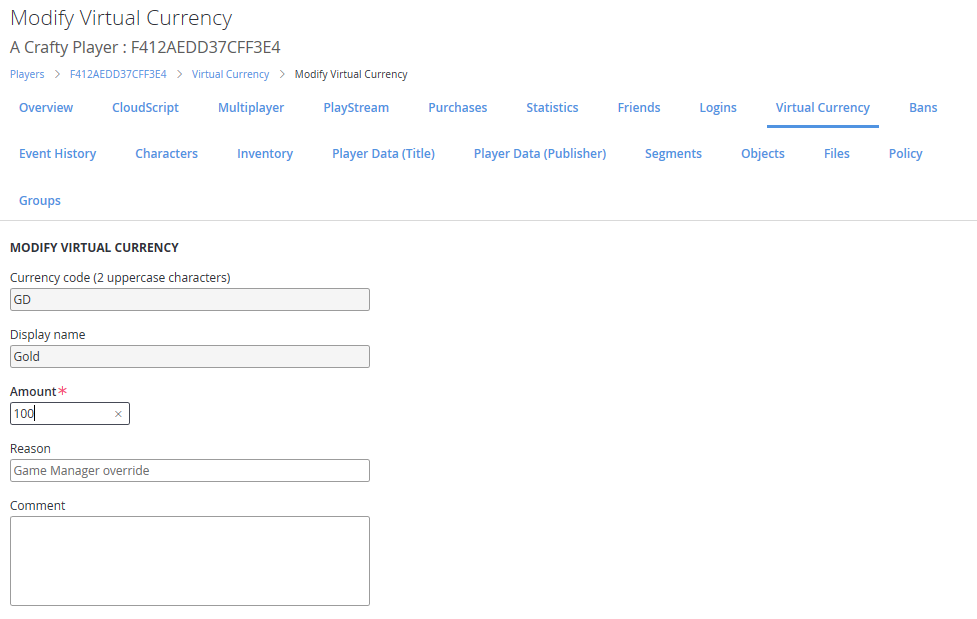 Modify Virtual Currency
A Crafty Player : F412AEDD37CFF3E4
Players > F412AEDD37CFF3E4 > Virtual Currency > Modify Virtual Currency
Overview CloudScript Multiplayer PlayStream Purchases Statistics Friends Logins Virtual Currency Bans
Event History Characters Inventory Player Data (Title) Player Data (Publisher) Segments Objects Files Policy
Groups
MODIFY VIRTUAL CURRENCY
Currency code (2 uppercase characters)
GD
Display name
Gold
Amount*
100 ×
Reason
Game Manager override
Comment